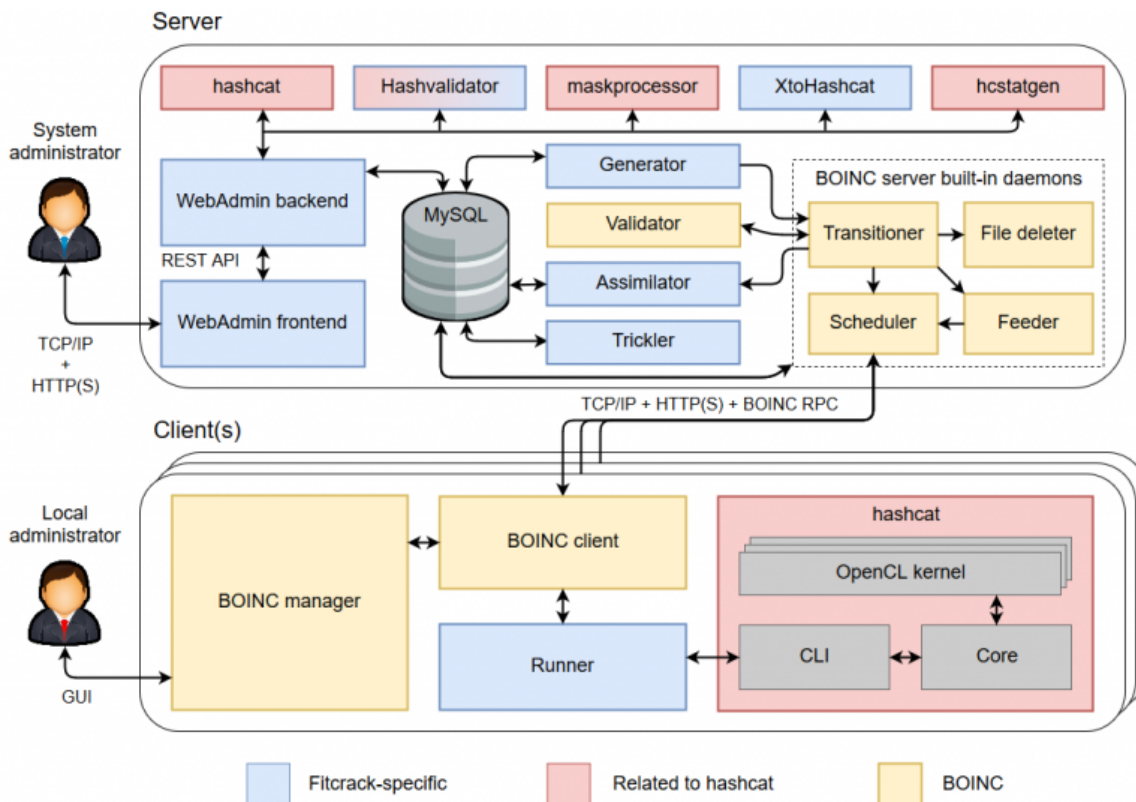 Server
hashcat
Hashvalidator
maskprocessor
XtoHashcat
hcstatgen
System
administrator
WebAdmin backend
REST API
WebAdmin frontend
TCP/IP
+
HTTP(S)
MySQL
Generator
Validator
Assimilator
Trickler
BOINC server built-in daemons
Transitioner
File deleter
Scheduler
Feeder
TCP/IP + HTTP(S) + BOINC RPC
Client(s)
Local
administrator
GUI
BOINC manager
BOINC client
Runner
hashcat
OpenCL kernel
CLI
Core
Fitcrack-specific
Related to hashcat
BOINC